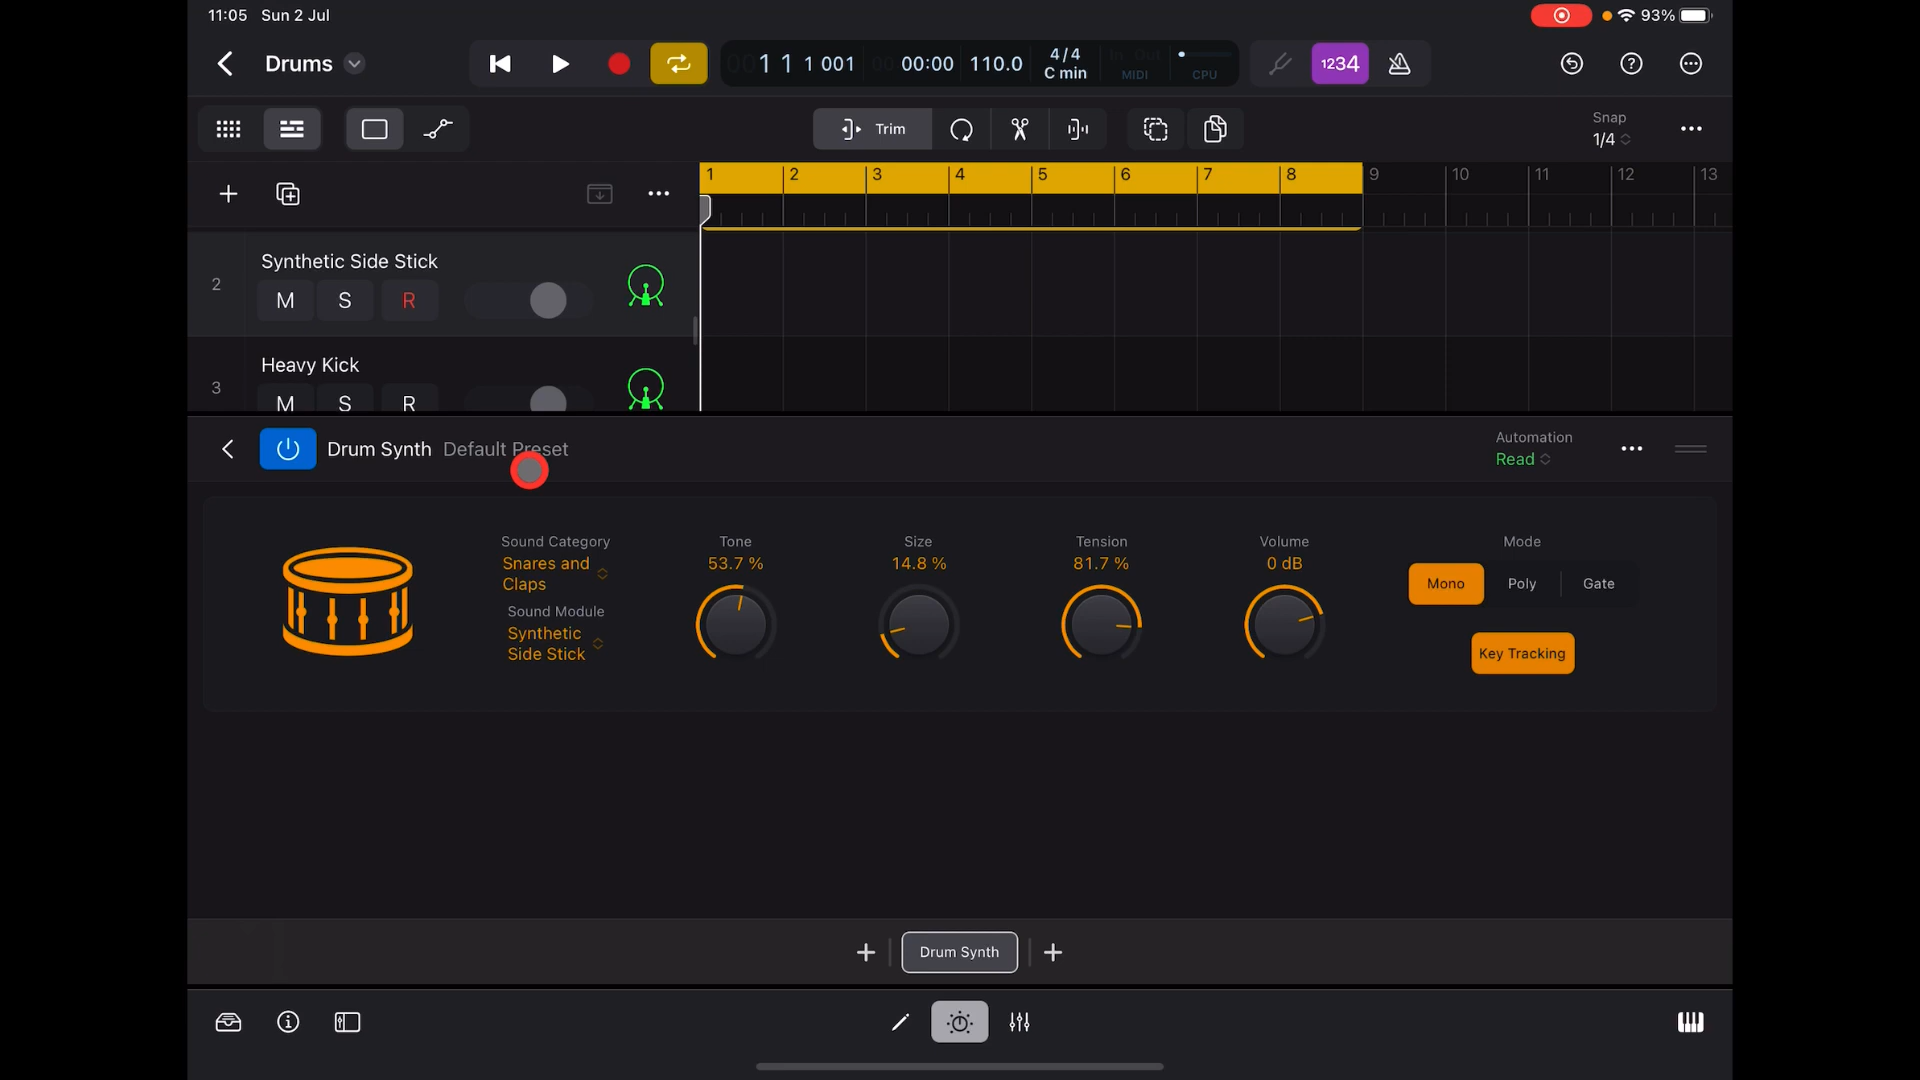 11:05 Sun 2 Jul
93%
Drums
1 1 1 001
00:00
110.0
4/4
C min
In Out
MIDI
CPU
1234
Trim
Snap
1/4
1 2 3 4 5 6 7 8 9 10 11 12 13
2
Synthetic Side Stick
M S R
3
Heavy Kick
M S R
Drum Synth Default Preset
Automation
Read
Sound Category
Snares and
Claps
Sound Module
Synthetic
Side Stick
Tone
53.7 %
Size
14.8 %
Tension
81.7 %
Volume
0 dB
Mode
Mono Poly Gate
Key Tracking
Drum Synth